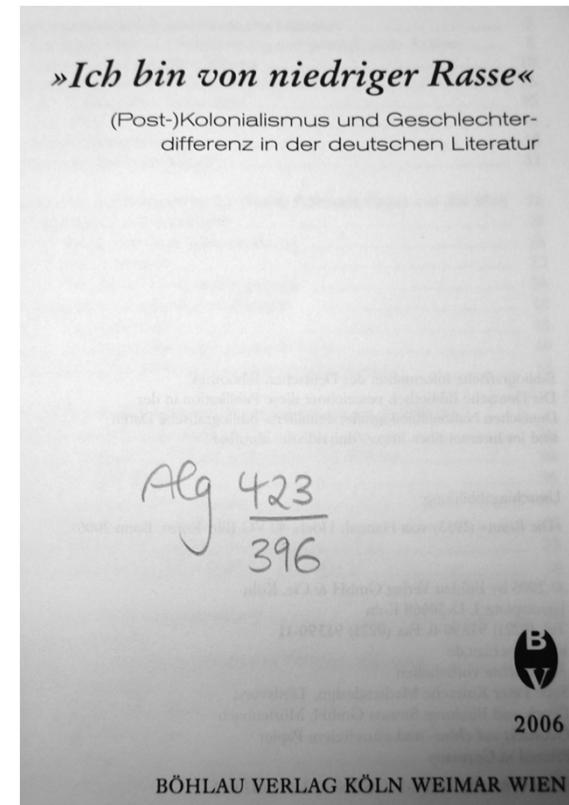 »Ich bin von niedriger Rasse«
(Post-)Kolonialismus und Geschlechter-
differenz in der deutschen Literatur
Alg 423
396
B
V
2006
BÖHLAU VERLAG KÖLN WEIMAR WIEN